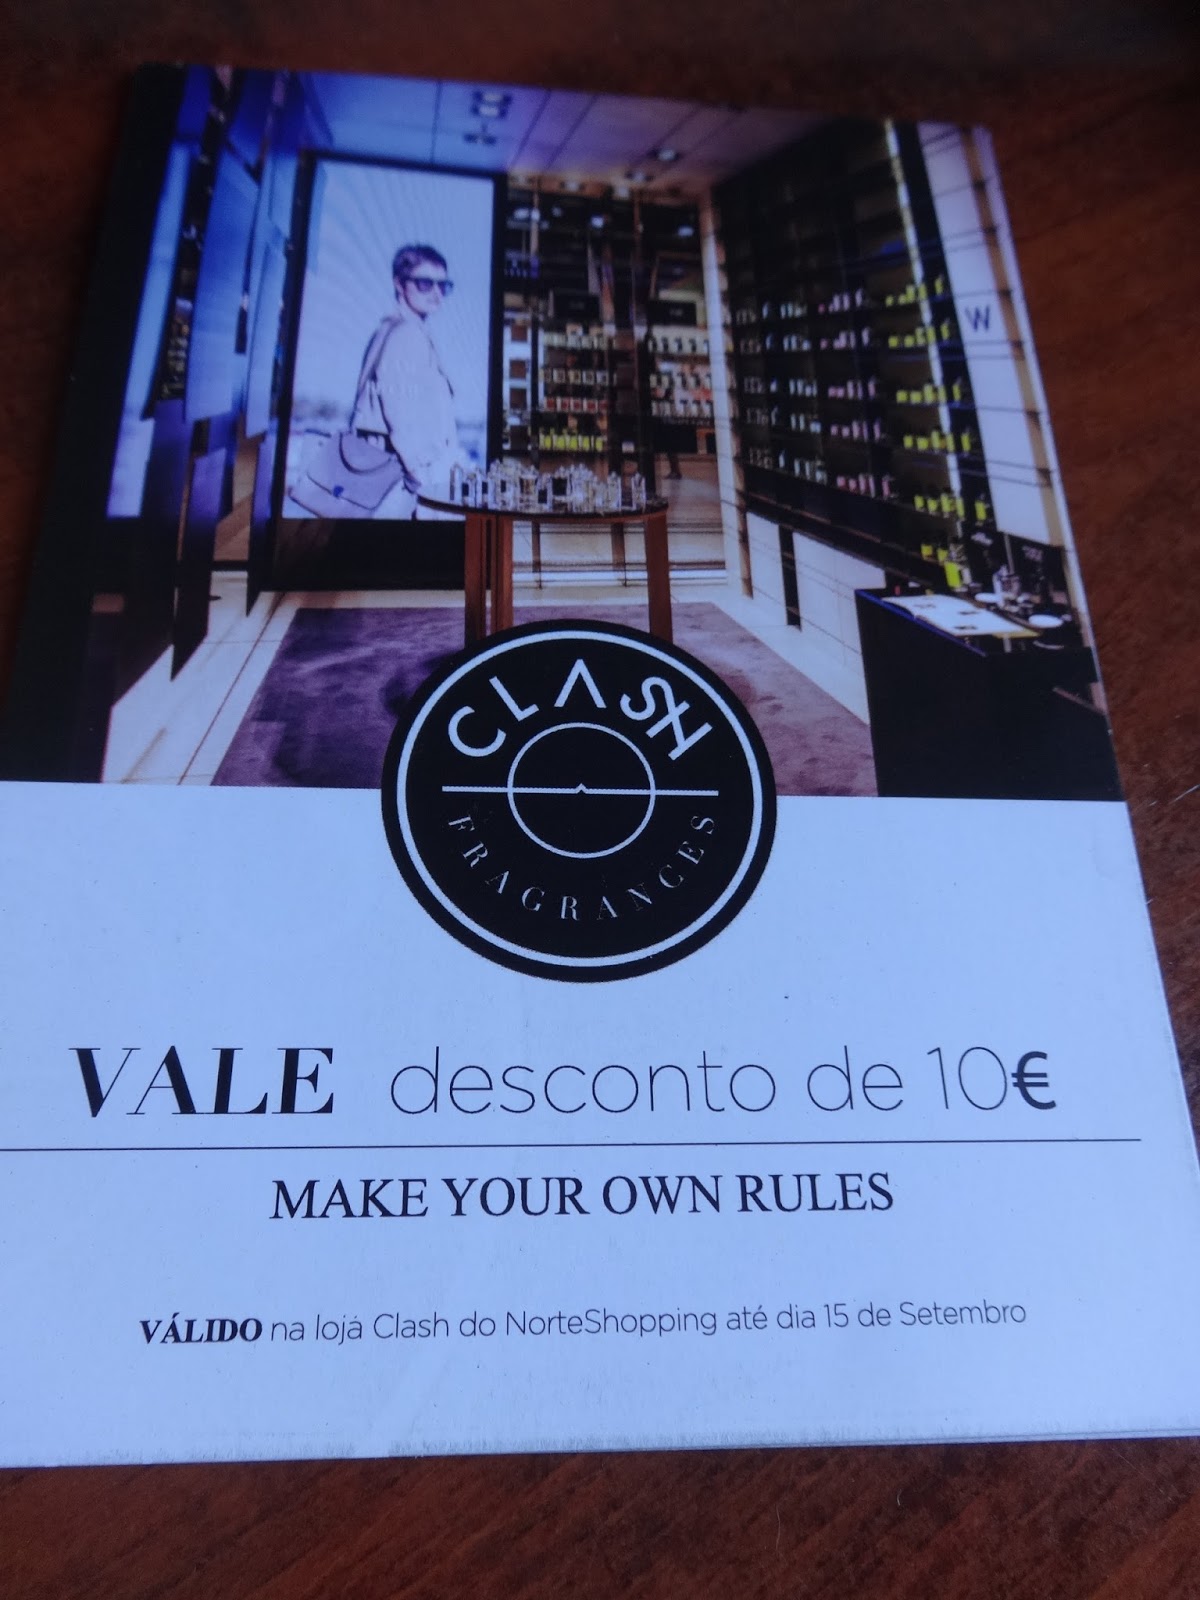 W
CLASH
FRAGRANCES
VALE desconto de 10€
MAKE YOUR OWN RULES
VÁLIDO na loja Clash do NorteShopping até dia 15 de Setembro